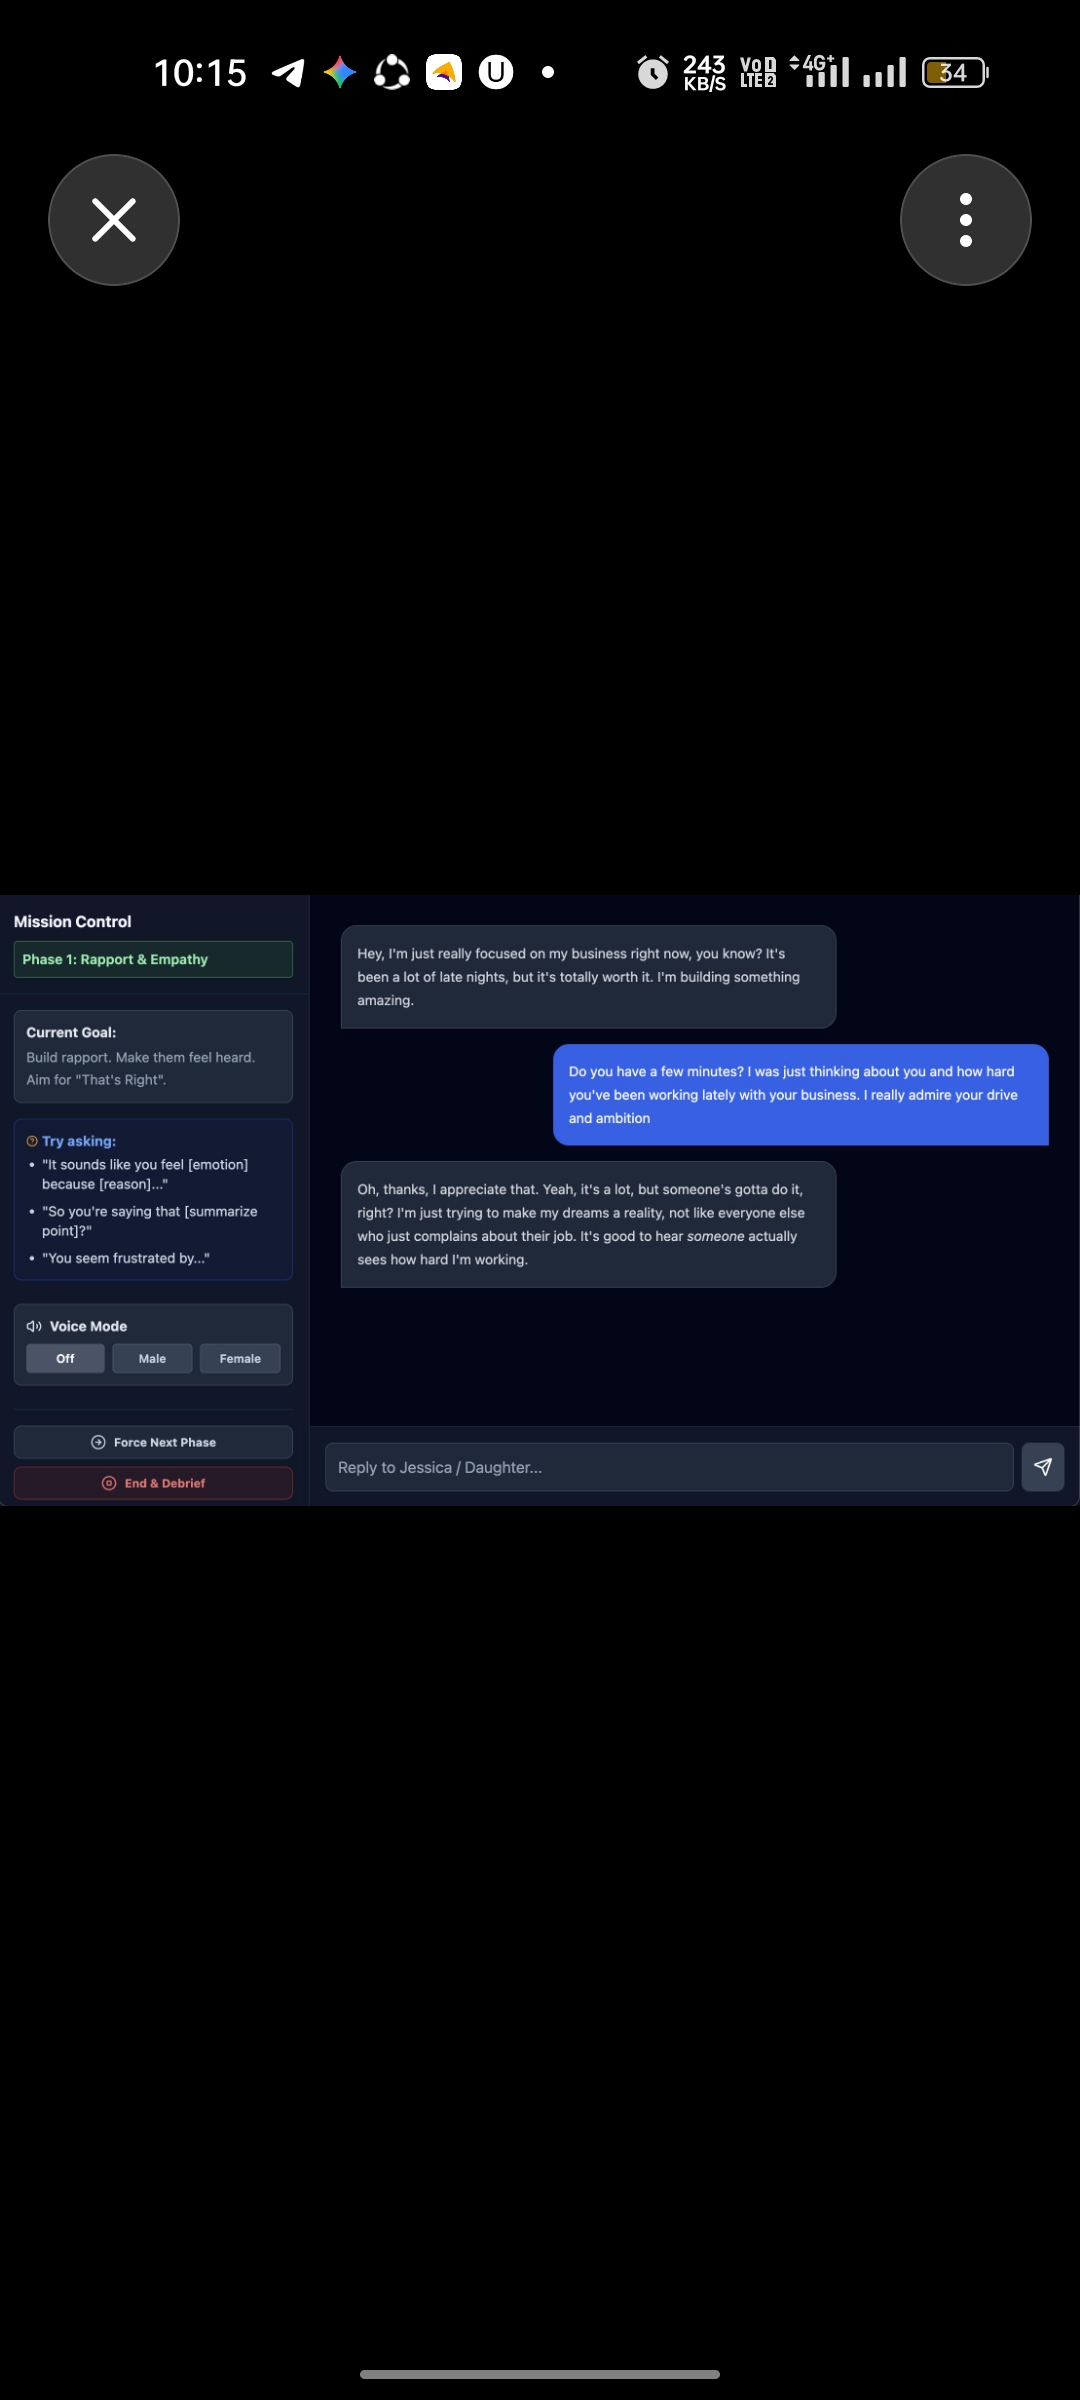 10:15
U
243
KB/S
Vo
LTE 2
4G+
34
Mission Control
Phase 1: Rapport & Empathy
Current Goal:
Build rapport. Make them feel heard.
Aim for "That's Right".
Try asking:
• "It sounds like you feel [emotion]
because [reason]..."
• "So you're saying that [summarize
point]?"
• "You seem frustrated by..."
Voice Mode
Off
Male
Female
Force Next Phase
End & Debrief
Hey, I'm just really focused on my business right now, you know? It's
been a lot of late nights, but it's totally worth it. I'm building something
amazing.
Do you have a few minutes? I was just thinking about you and how hard
you've been working lately with your business. I really admire your drive
and ambition
Oh, thanks, I appreciate that. Yeah, it's a lot, but someone's gotta do it,
right? I'm just trying to make my dreams a reality, not like everyone else
who just complains about their job. It's good to hear someone actually
sees how hard I'm working.
Reply to Jessica / Daughter...